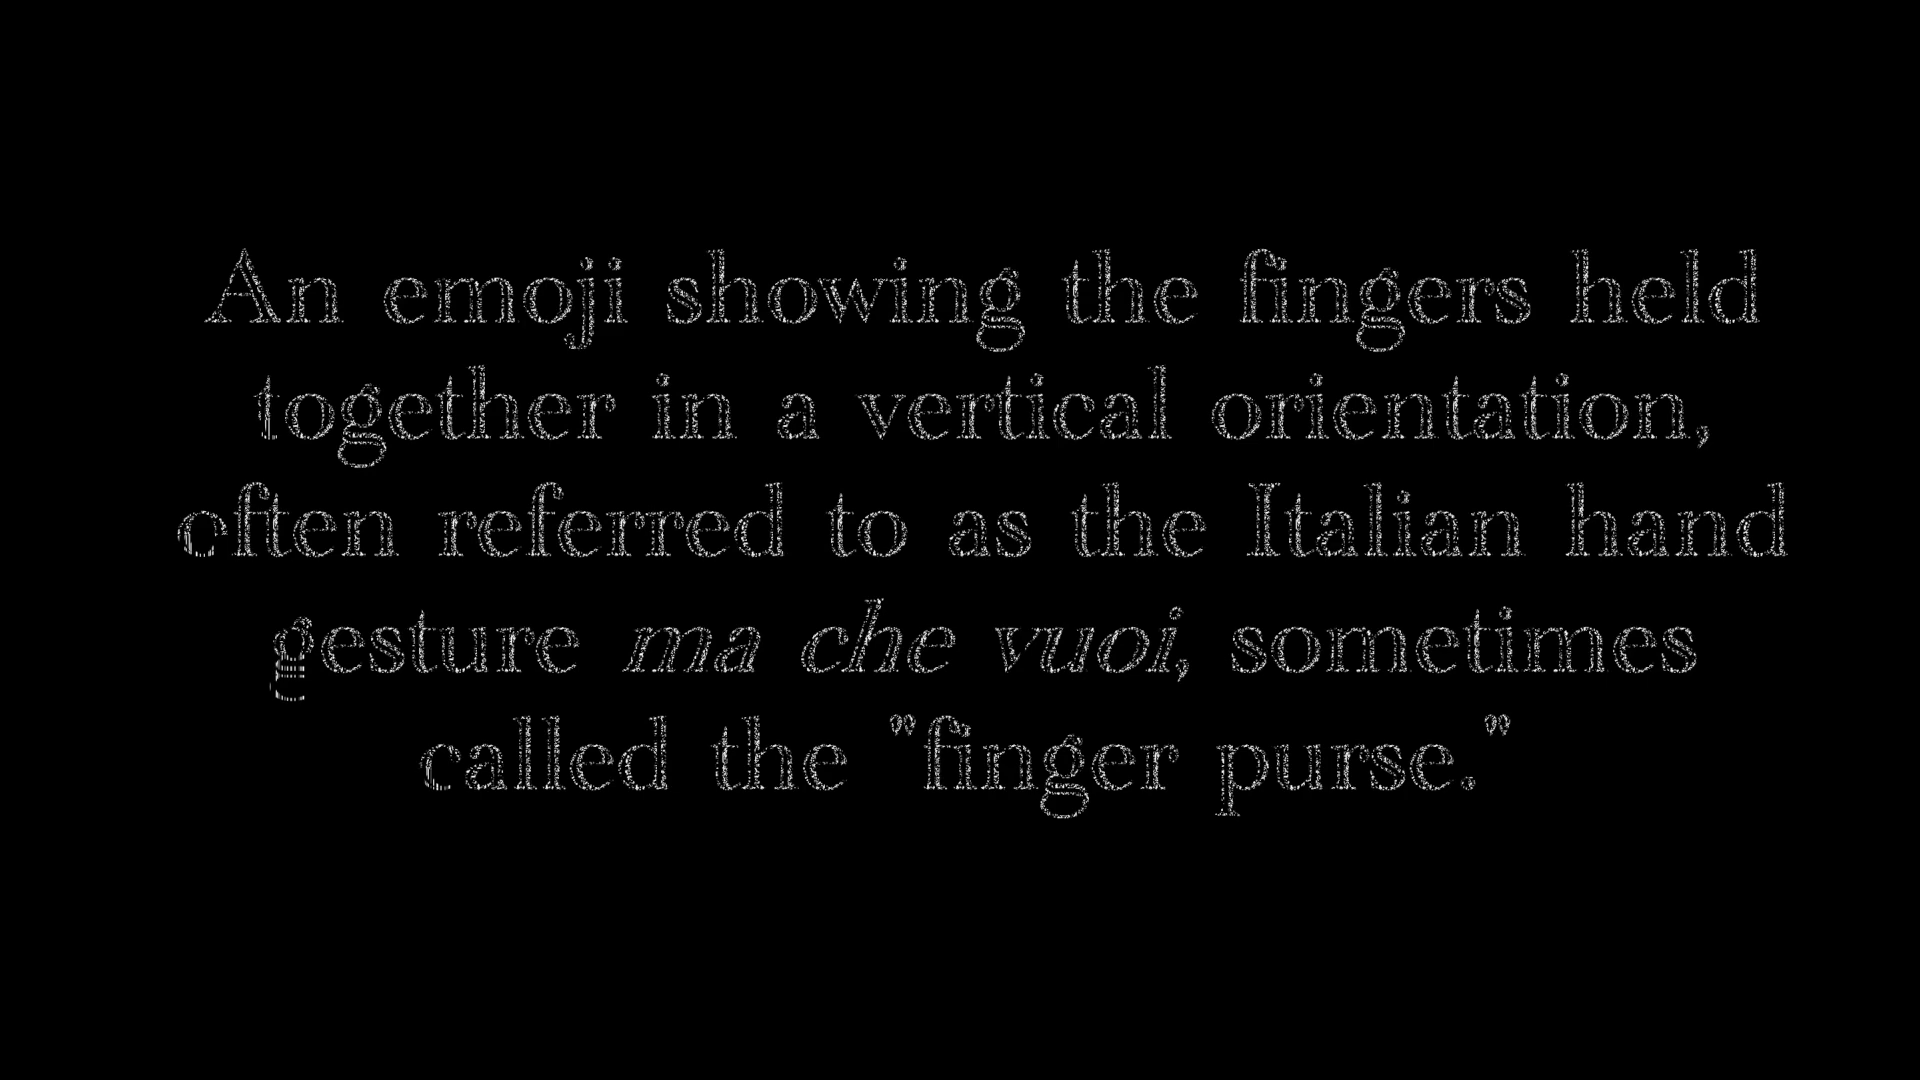 An emoji showing the fingers held
together in a vertical orientation,
often referred to as the Italian hand
gesture ma che vuoi, sometimes
called the "finger purse."